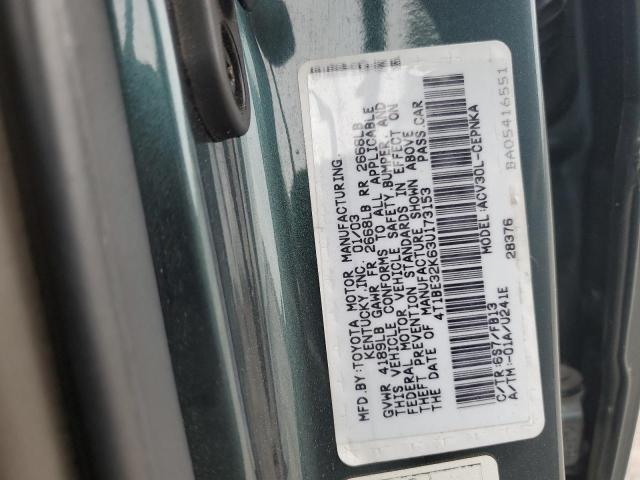 MFD.BY:TOYOTA MOTOR MANUFACTURING,
KENTUCKY,INC. 01/03
GVWR 4189LB GAWR FR 2668LB RR 2668LB
THIS VEHICLE CONFORMS TO ALL APPLICABLE
FEDERAL MOTOR VEHICLE SAFETY,BUMPER, AND
THEFT PREVENTION STANDARDS IN EFFECT ON
THE DATE OF MANUFACTURE SHOWN ABOVE
4T1BE32K63U173153 PASS CAR
MODEL:ACV30L-CEPNKA
C/TR:6S7/FB13
A/TM:-01A/U241E 28376
BA05416551